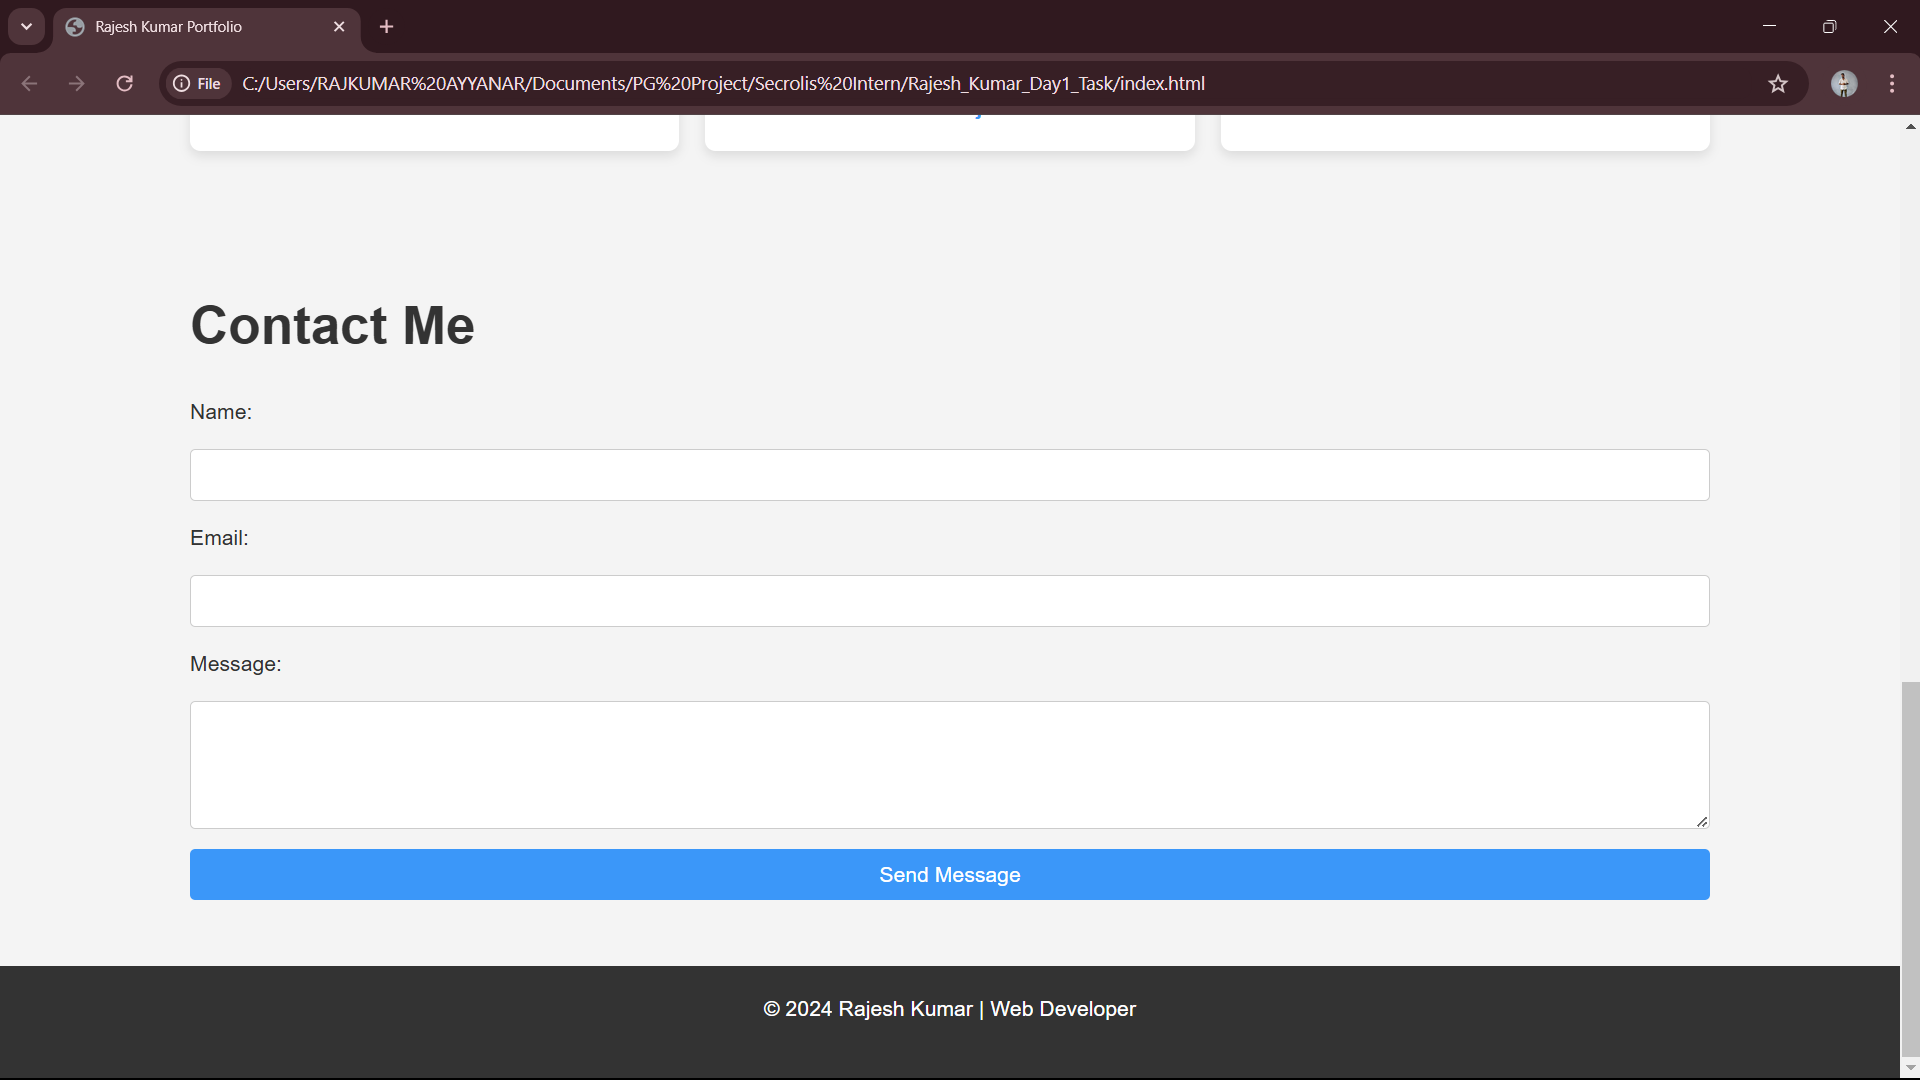 Rajesh Kumar Portfolio
File C:/Users/RAJKUMAR%20AYYANAR/Documents/PG%20Project/Secrolis%20Intern/Rajesh_Kumar_Day1_Task/index.html
Contact Me
Name:
Email:
Message:
Send Message
© 2024 Rajesh Kumar | Web Developer